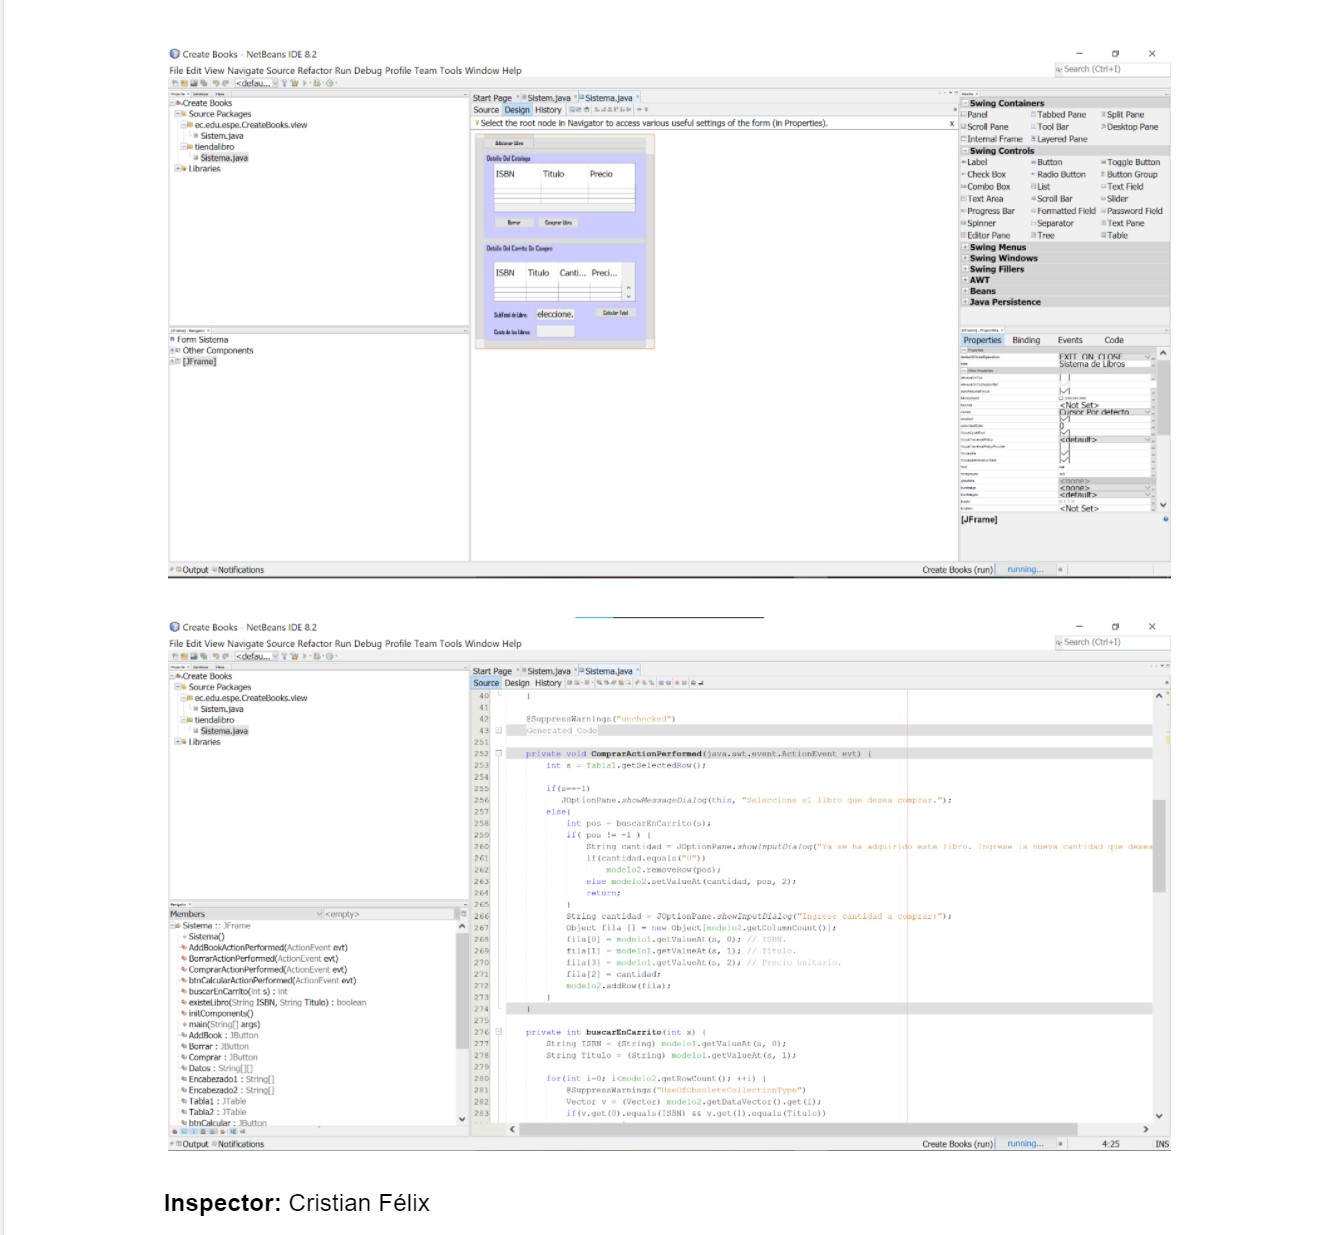 Create Books - NetBeans IDE 8.2
File Edit View Navigate Source Refactor Run Debug Profile Team Tools Window Help
Search (Ctrl+I)
<defau...
Create Books
Source Packages
ec.edu.espe.CreateBooks.view
Sistem.java
tiendalibro
Sistema.java
Libraries
Form Sistema
Other Components
[JFrame]
Start Page Sistem.java Sistema.java
Source Design History
Select the root node in Navigator to access various useful settings of the form (in Properties). x
Adicionar Libro
Detalle Del Catalogo
ISBN Titulo Precio
Borrar Comprar Libro
Detalle Del Carrito De Compra
ISBN Titulo Canti... Preci...
SubTotal de Libro: eleccione. Calcular Total
Costo de los Libros:
Swing Containers
Panel Tabbed Pane Split Pane
Scroll Pane Tool Bar Desktop Pane
Internal Frame Layered Pane
Swing Controls
Label Button Toggle Button
Check Box Radio Button Button Group
Combo Box List Text Field
Text Area Scroll Bar Slider
Progress Bar Formatted Field Password Field
Spinner Separator Text Pane
Editor Pane Tree Table
Swing Menus
Swing Windows
Swing Fillers
AWT
Beans
Java Persistence
Properties Binding Events Code
EXIT_ON_CLOSE
Sistema de Libros
<Not Set>
Cursor Por defecto
0
<default>
<none>
<none>
<default>
<Not Set>
[JFrame]
Output Notifications
Create Books (run) running...
Create Books - NetBeans IDE 8.2
File Edit View Navigate Source Refactor Run Debug Profile Team Tools Window Help
Search (Ctrl+I)
<defau...
Create Books
Source Packages
ec.edu.espe.CreateBooks.view
Sistem.java
tiendalibro
Sistema.java
Libraries
Members <empty>
Sistema :: JFrame
Sistema()
AddBookActionPerformed(ActionEvent evt)
BorrarActionPerformed(ActionEvent evt)
ComprarActionPerformed(ActionEvent evt)
btnCalcularActionPerformed(ActionEvent evt)
buscarEnCarrito(int s) : int
existeLibro(String ISBN, String Titulo) : boolean
initComponents()
main(String[] args)
AddBook : JButton
Borrar : JButton
Comprar : JButton
Datos : String[][]
Encabezado1 : String[]
Encabezado2 : String[]
Tabla1 : JTable
Tabla2 : JTable
btnCalcular : JButton
Start Page Sistem.java Sistema.java
Source Design History
40 }
41
42 @SuppressWarnings("unchecked")
43 Generated Code
251
252 private void ComprarActionPerformed(java.awt.event.ActionEvent evt) {
253 int s = Tabla1.getSelectedRow();
254
255 if(s==-1)
256 JOptionPane.showMessageDialog(this, "Seleccione el libro que desea comprar.");
257 else{
258 int pos = buscarEnCarrito(s);
259 if( pos != -1 ) {
260 String cantidad = JOptionPane.showInputDialog("Ya se ha adquirido este libro. Ingrese la nueva cantidad que desea
261 if(cantidad.equals("0"))
262 modelo2.removeRow(pos);
263 else modelo2.setValueAt(cantidad, pos, 2);
264 return;
265 }
266 String cantidad = JOptionPane.showInputDialog("Ingrese cantidad a comprar:");
267 Object fila [] = new Object[modelo2.getColumnCount()];
268 fila[0] = modelo1.getValueAt(s, 0); // ISBN.
269 fila[1] = modelo1.getValueAt(s, 1); // Titulo.
270 fila[3] = modelo1.getValueAt(s, 2); // Precio unitario.
271 fila[2] = cantidad;
272 modelo2.addRow(fila);
273 }
274 }
275
276 private int buscarEnCarrito(int s) {
277 String ISBN = (String) modelo1.getValueAt(s, 0);
278 String Titulo = (String) modelo1.getValueAt(s, 1);
279
280 for(int i=0; i<modelo2.getRowCount(); ++i) {
281 @SuppressWarnings("UseOfObsoleteCollectionType")
282 Vector v = (Vector) modelo2.getDataVector().get(i);
283 if(v.get(0).equals(ISBN) && v.get(1).equals(Titulo))
Output Notifications
Create Books (run) running... 4:25 INS
Inspector: Cristian Félix